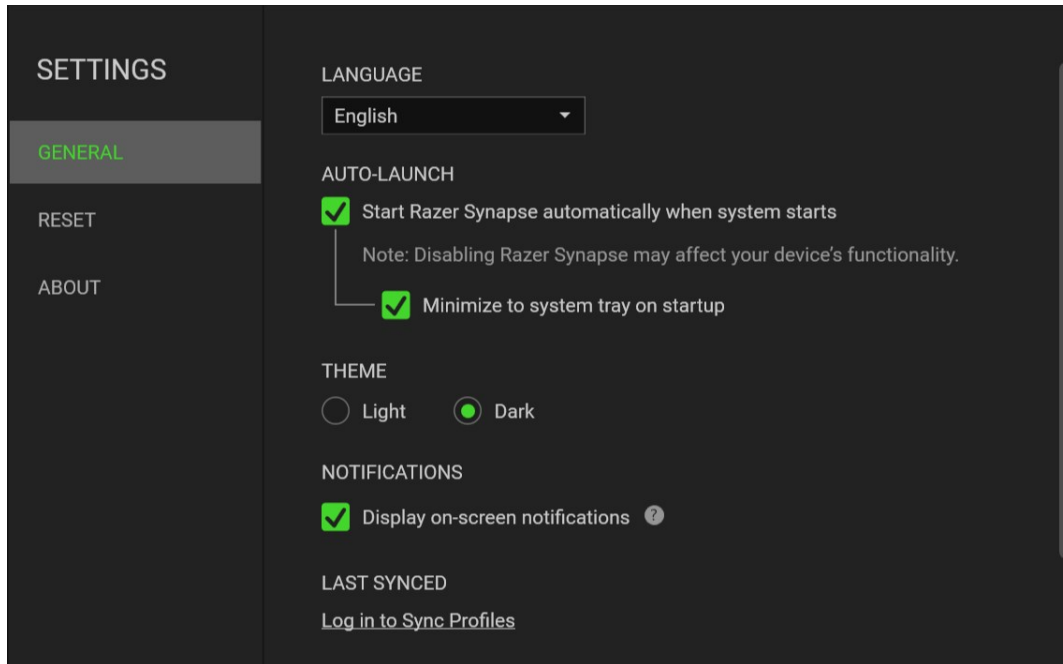 SETTINGS
GENERAL
RESET
ABOUT
LANGUAGE
English
AUTO-LAUNCH
Start Razer Synapse automatically when system starts
Note: Disabling Razer Synapse may affect your device’s functionality.
Minimize to system tray on startup
THEME
Light
Dark
NOTIFICATIONS
Display on-screen notifications ?
LAST SYNCED
Log in to Sync Profiles